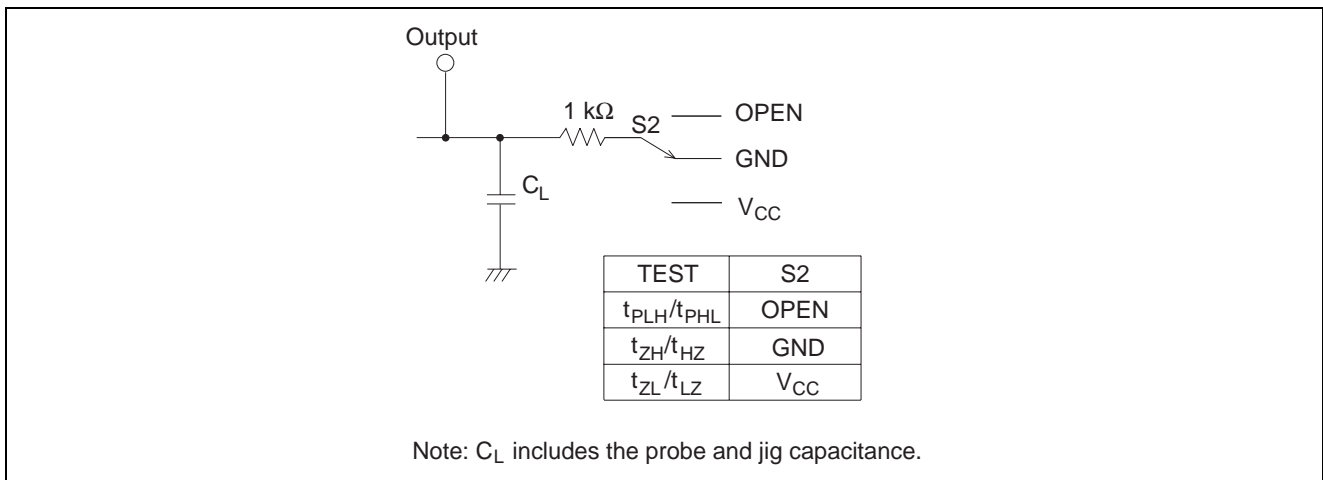 Output
1 kΩ
S2
OPEN
GND
V_CC
C_L
TEST S2
t_PLH/t_PHL OPEN
t_ZH/t_HZ GND
t_ZL/t_LZ V_CC
Note: C_L includes the probe and jig capacitance.